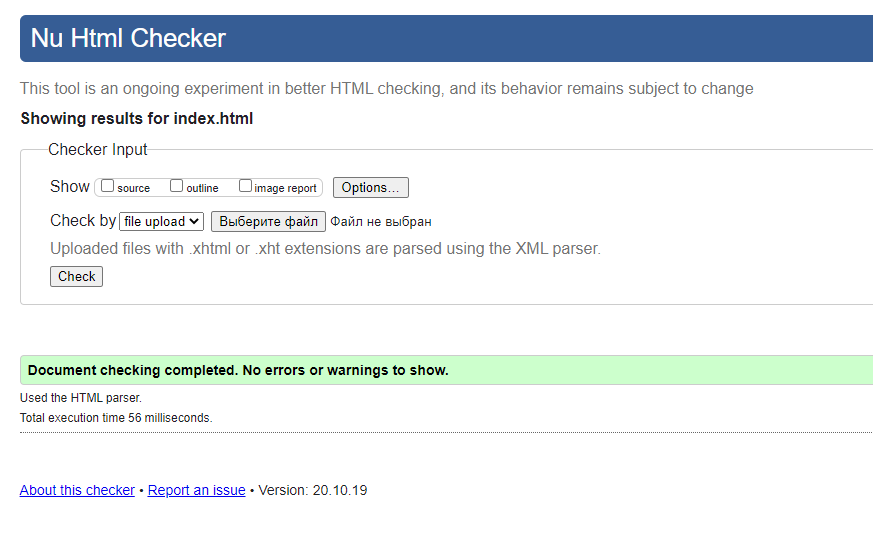 Nu Html Checker
This tool is an ongoing experiment in better HTML checking, and its behavior remains subject to change
Showing results for index.html
Checker Input
Show source outline image report Options...
Check by file upload Выберите файл Файл не выбран
Uploaded files with .xhtml or .xht extensions are parsed using the XML parser.
Check
Document checking completed. No errors or warnings to show.
Used the HTML parser.
Total execution time 56 milliseconds.
About this checker • Report an issue • Version: 20.10.19